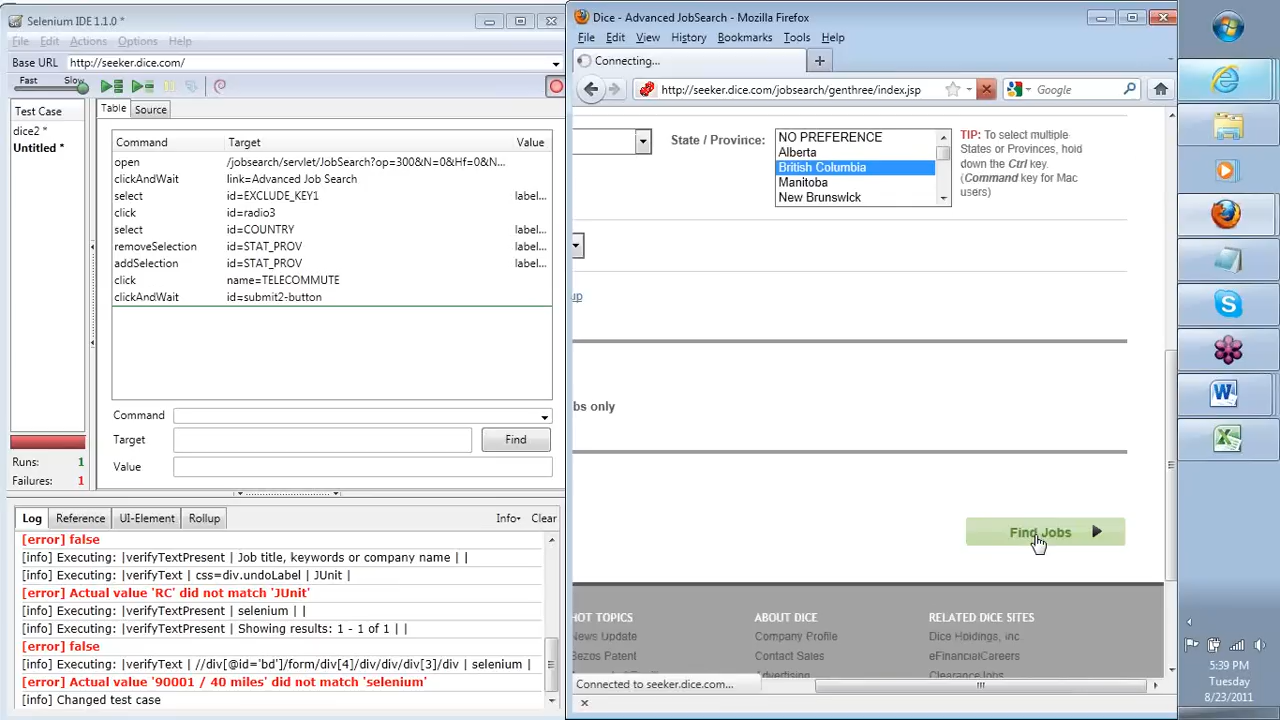 Selenium IDE 1.1.0 *
File Edit Actions Options Help
Base URL http://seeker.dice.com/
Fast Slow
Test Case
dice2 *
Untitled *
Runs: 1
Failures: 1
Table Source
Command Target Value
open /jobsearch/servlet/JobSearch?op=300&N=0&Hf=0&N...
clickAndWait link=Advanced Job Search
select id=EXCLUDE_KEY1 label...
click id=radio3
select id=COUNTRY label...
removeSelection id=STAT_PROV label...
addSelection id=STAT_PROV label...
click name=TELECOMMUTE
clickAndWait id=submit2-button
Command
Target Find
Value
Log Reference UI-Element Rollup Info- Clear
[error] false
[info] Executing: |verifyTextPresent | Job title, keywords or company name | |
[info] Executing: |verifyText | css=div.undoLabel | JUnit |
[error] Actual value 'RC' did not match 'JUnit'
[info] Executing: |verifyTextPresent | selenium | |
[info] Executing: |verifyTextPresent | Showing results: 1 - 1 of 1 | |
[error] false
[info] Executing: |verifyText | //div[@id='bd']/form/div[4]/div/div/div[3]/div | selenium |
[error] Actual value '90001 / 40 miles' did not match 'selenium'
[info] Changed test case
Dice - Advanced JobSearch - Mozilla Firefox
File Edit View History Bookmarks Tools Help
Connecting...
http://seeker.dice.com/jobsearch/genthree/index.jsp
Google
State / Province:
NO PREFERENCE
Alberta
British Columbia
Manitoba
New Brunswick
TIP: To select multiple
States or Provinces, hold
down the Ctrl key.
(Command key for Mac
users)
up
bs only
Find Jobs
HOT TOPICS ABOUT DICE RELATED DICE SITES
News Update Company Profile Dice Holdings, Inc.
Bezos Patent Contact Sales eFinancialCareers
Advertising ClearanceJobs
Connected to seeker.dice.com...
5:39 PM
Tuesday
8/23/2011